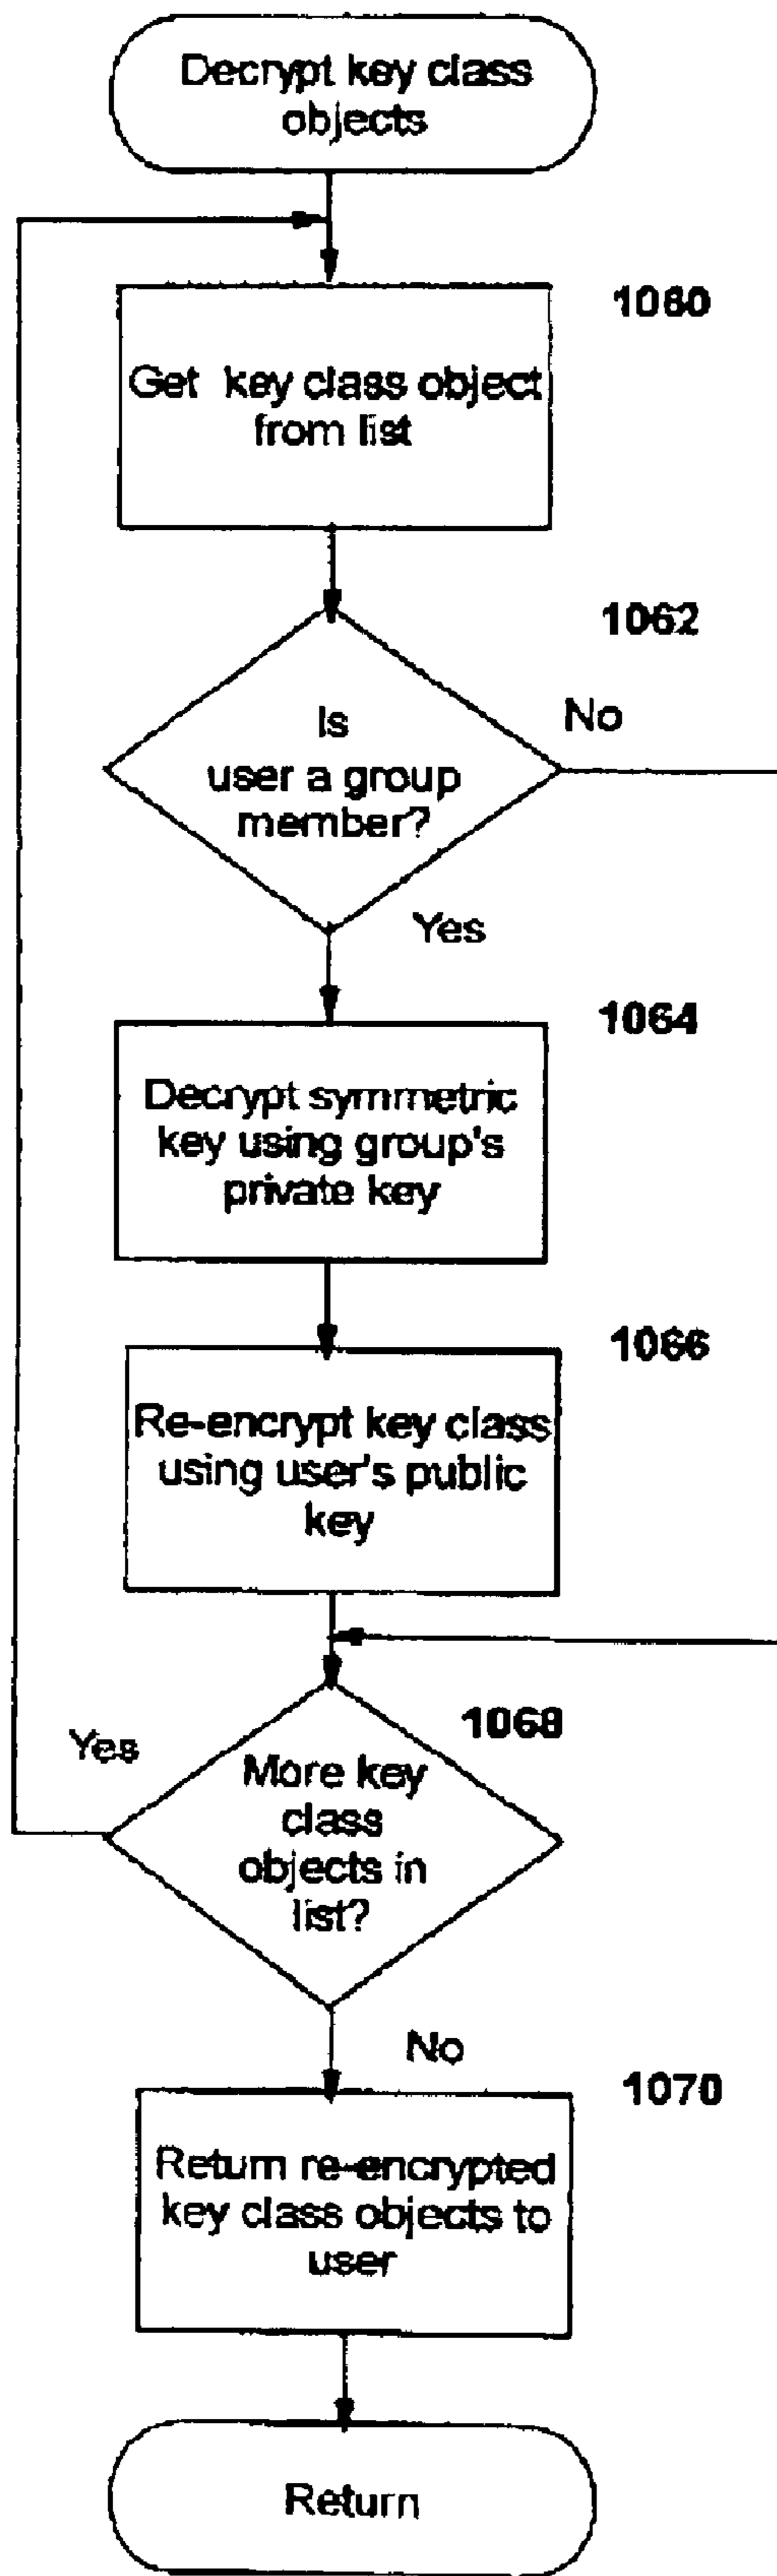 Decrypt key class
objects
1060
Get key class object
from list
1062
Is
user a group
member?
No
Yes
1064
Decrypt symmetric
key using group's
private key
1066
Re-encrypt key class
using user's public
key
1068
Yes
More key
class
objects in
list?
No
1070
Return re-encrypted
key class objects to
user
Return